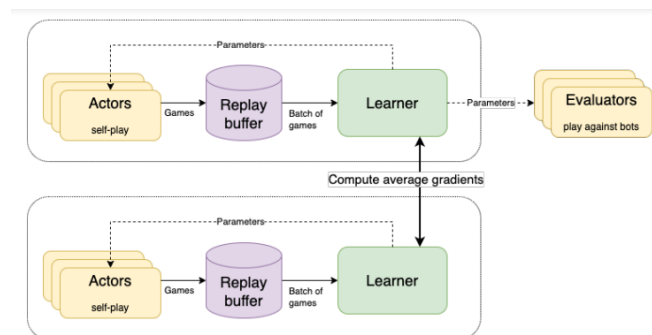 Parameters
Actors
self-play
Games
Replay
buffer
Batch of
games
Learner
Parameters
Evaluators
play against bots
Compute average gradients
Parameters
Actors
self-play
Games
Replay
buffer
Batch of
games
Learner